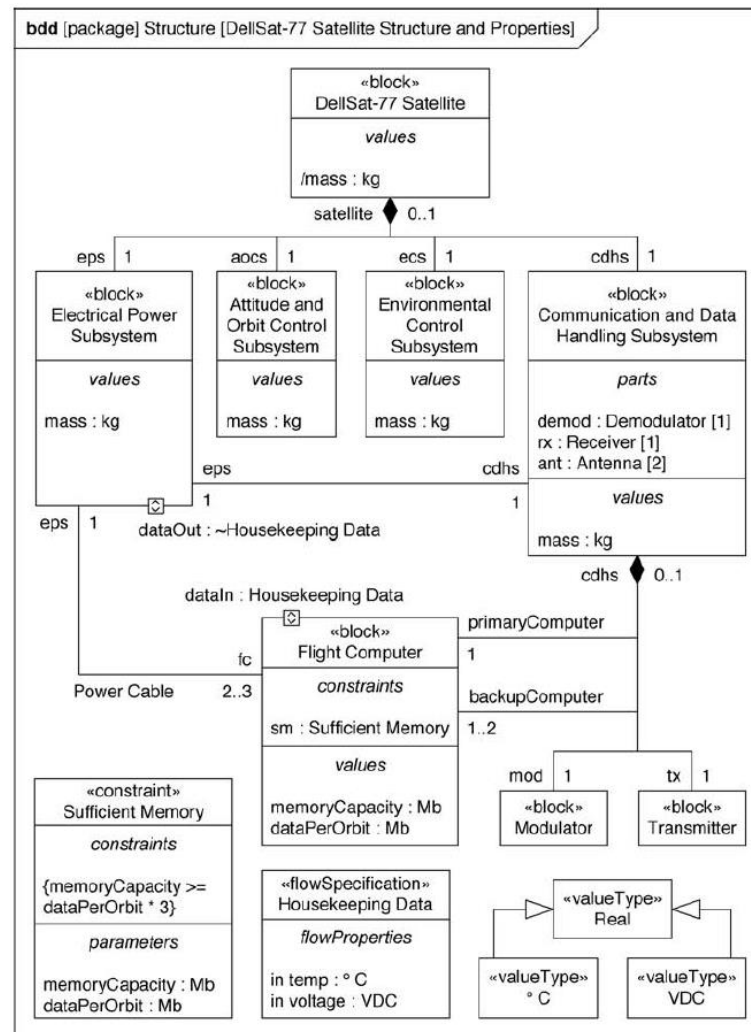 bdd [package] Structure [DellSat-77 Satellite Structure and Properties]
«block»
DellSat-77 Satellite
values
/mass : kg
satellite 0..1
eps 1
aocs 1
ecs 1
cdhs 1
«block»
Electrical Power
Subsystem
values
mass : kg
«block»
Attitude and
Orbit Control
Subsystem
values
mass : kg
«block»
Environmental
Control
Subsystem
values
mass : kg
«block»
Communication and Data
Handling Subsystem
parts
demod : Demodulator [1]
rx : Receiver [1]
ant : Antenna [2]
values
mass : kg
eps
1
cdhs
1
eps 1
dataOut : ~Housekeeping Data
cdhs 0..1
dataIn : Housekeeping Data
«block»
Flight Computer
constraints
sm : Sufficient Memory
values
memoryCapacity : Mb
dataPerOrbit : Mb
fc
Power Cable 2..3
primaryComputer
1
backupComputer
1..2
mod 1
tx 1
«block»
Modulator
«block»
Transmitter
«constraint»
Sufficient Memory
constraints
{memoryCapacity >=
dataPerOrbit * 3}
parameters
memoryCapacity : Mb
dataPerOrbit : Mb
«flowSpecification»
Housekeeping Data
flowProperties
in temp : ° C
in voltage : VDC
«valueType»
Real
«valueType»
° C
«valueType»
VDC